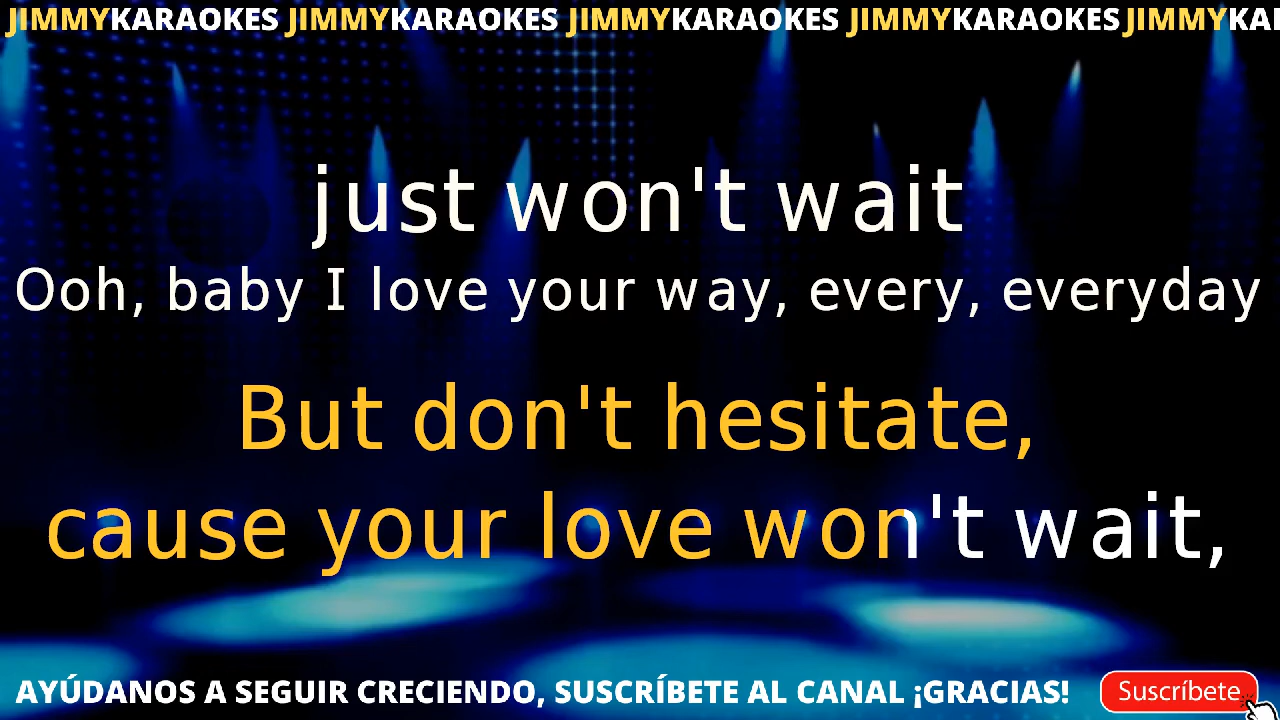 JIMMYKARAOKES JIMMYKARAOKES JIMMYKARAOKES JIMMYKARAOKES JIMMYKA
just won't wait
Ooh, baby I love your way, every, everyday
But don't hesitate,
cause your love won't wait,
AYÚDANOS A SEGUIR CRECIENDO, SUSCRÍBETE AL CANAL ¡GRACIAS!
Suscríbete